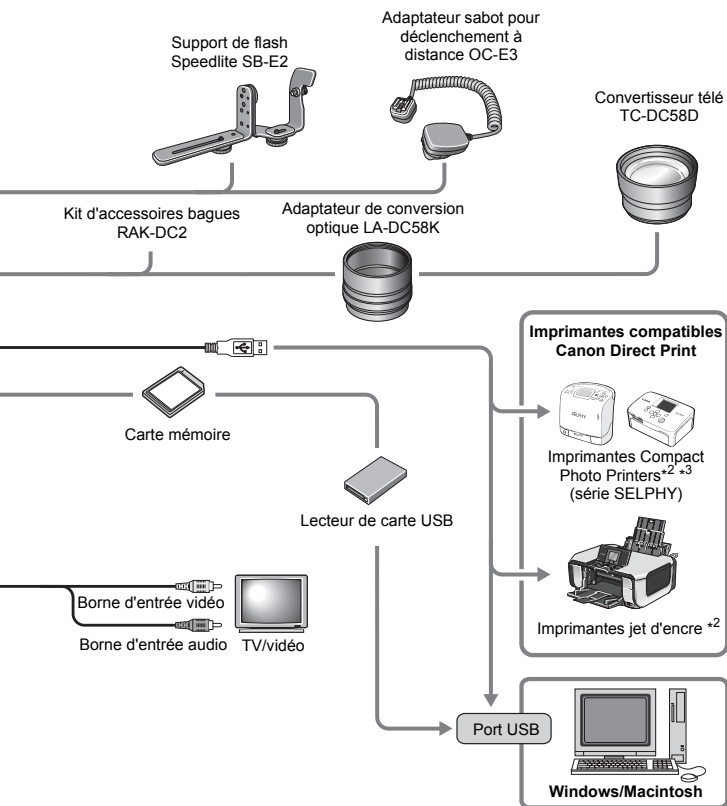 Adaptateur sabot pour
déclenchement à
distance OC-E3
Support de flash
Speedlite SB-E2
Convertisseur télé
TC-DC58D
Kit d'accessoires bagues
RAK-DC2
Adaptateur de conversion
optique LA-DC58K
Imprimantes compatibles
Canon Direct Print
SELPHY
Imprimantes Compact
Photo Printers*2 *3
(série SELPHY)
Carte mémoire
Lecteur de carte USB
Borne d'entrée vidéo
Borne d'entrée audio
TV/vidéo
Imprimantes jet d'encre *2
Port USB
Windows/Macintosh